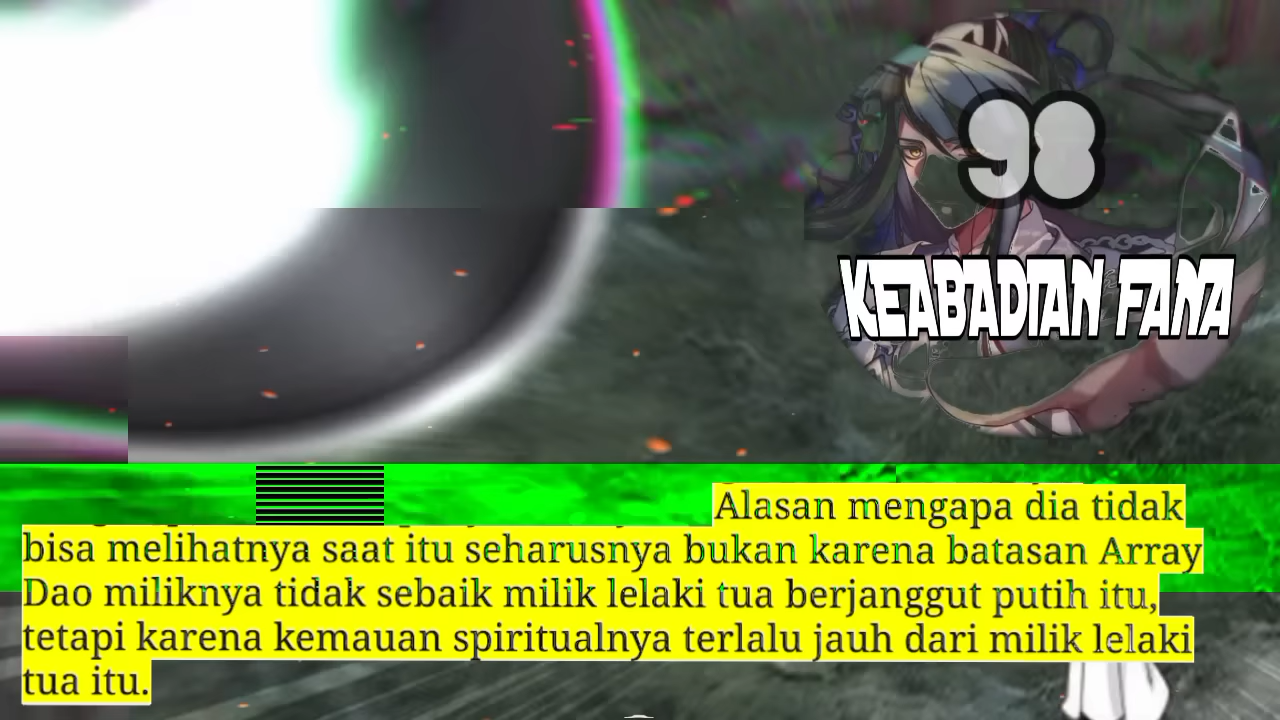 98
KEABADIAN FANA
Alasan mengapa dia tidak
bisa melihatnya saat itu seharusnya bukan karena batasan Array
Dao miliknya tidak sebaik milik lelaki tua berjanggut putih itu,
tetapi karena kemauan spiritualnya terlalu jauh dari milik lelaki
tua itu.